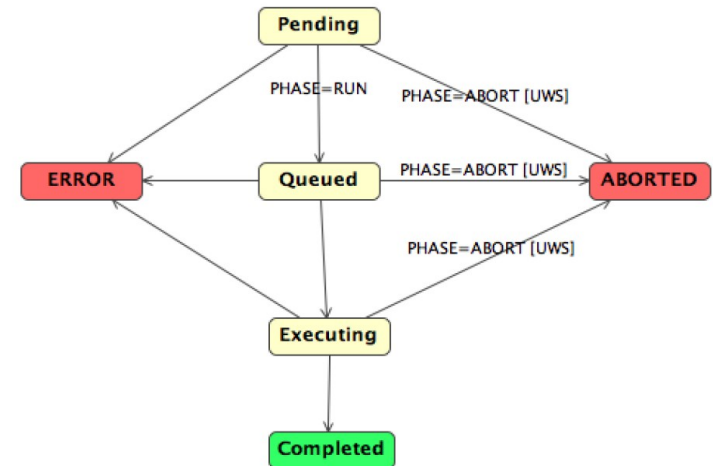 Pending
PHASE=RUN
PHASE=ABORT [UWS]
ERROR
Queued
PHASE=ABORT [UWS]
ABORTED
PHASE=ABORT [UWS]
Executing
Completed